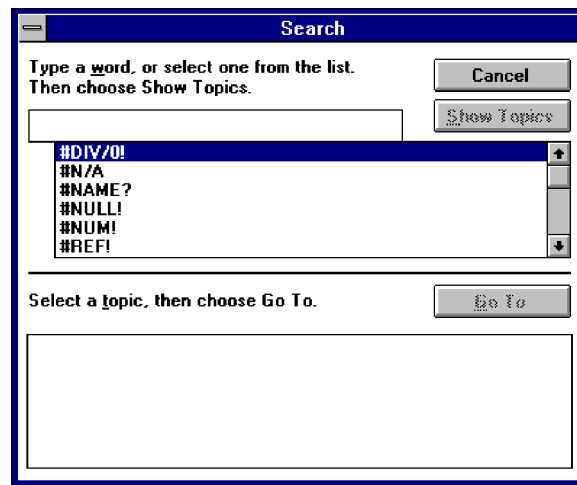 Search
Type a word, or select one from the list.
Then choose Show Topics.
Cancel
Show Topics
#DIV/0!
#N/A
#NAME?
#NULL!
#NUM!
#REF!
Select a topic, then choose Go To.
Go To